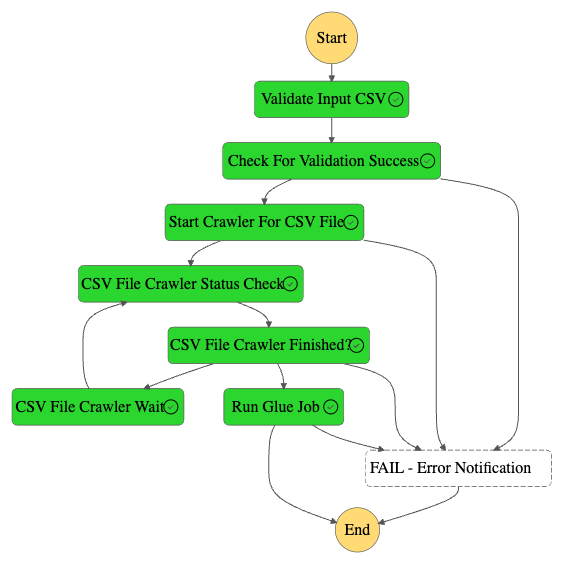 Start
Validate Input CSV
Check For Validation Success
Start Crawler For CSV File
CSV File Crawler Status Check
CSV File Crawler Finished?
CSV File Crawler Wait
Run Glue Job
FAIL - Error Notification
End